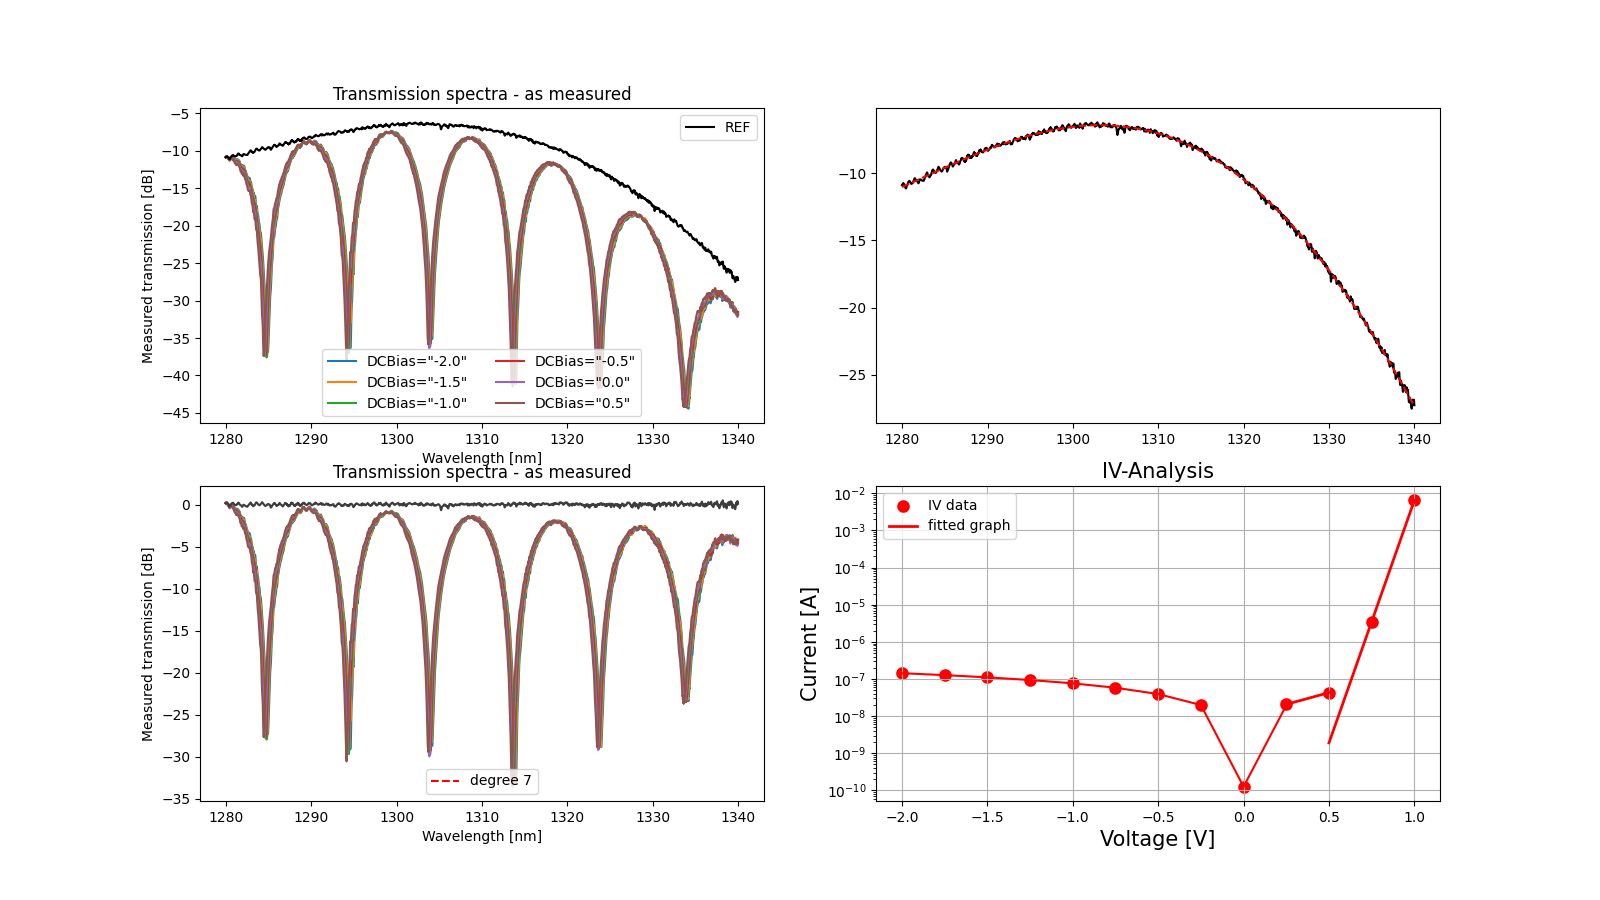 Transmission spectra - as measured
Measured transmission [dB]
−5
−10
−15
−20
−25
−30
−35
−40
−45
REF
DCBias="-2.0"
DCBias="-1.5"
DCBias="-1.0"
DCBias="-0.5"
DCBias="0.0"
DCBias="0.5"
1280 1290 1300 1310 1320 1330 1340
Wavelength [nm]
−10
−15
−20
−25
1280 1290 1300 1310 1320 1330 1340
Transmission spectra - as measured
Measured transmission [dB]
0
−5
−10
−15
−20
−25
−30
−35
degree 7
1280 1290 1300 1310 1320 1330 1340
Wavelength [nm]
IV-Analysis
Current [A]
10⁻²
10⁻³
10⁻⁴
10⁻⁵
10⁻⁶
10⁻⁷
10⁻⁸
10⁻⁹
10⁻¹⁰
IV data
fitted graph
−2.0 −1.5 −1.0 −0.5 0.0 0.5 1.0
Voltage [V]